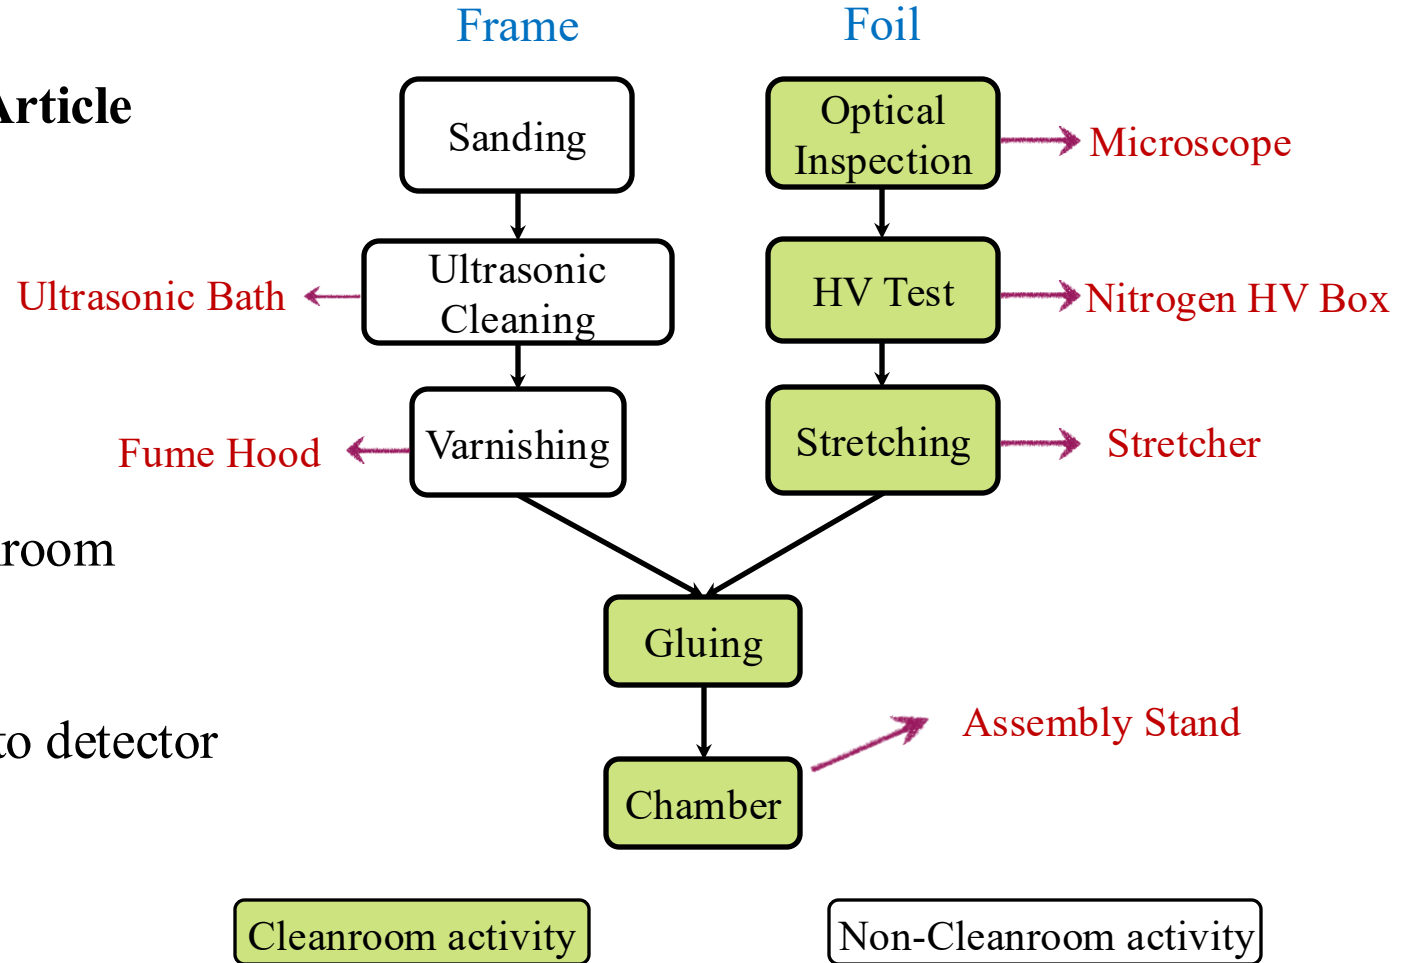 Frame
Foil
Article
Sanding
Optical
Inspection
Microscope
Ultrasonic Bath
Ultrasonic
Cleaning
HV Test
Nitrogen HV Box
Fume Hood
Varnishing
Stretching
Stretcher
room
Gluing
to detector
Assembly Stand
Chamber
Cleanroom activity
Non-Cleanroom activity